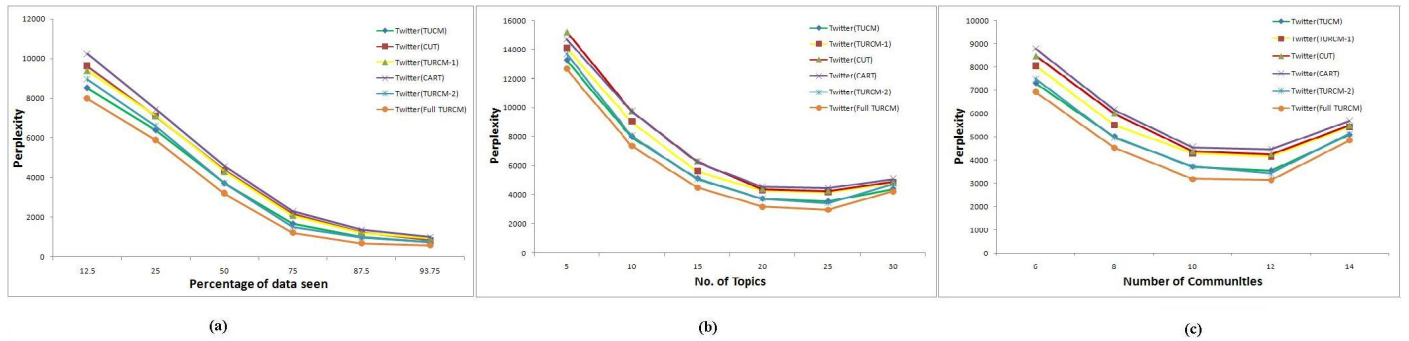 12000
10000
8000
6000
4000
2000
0
Perplexity
12.5 25 50 75 87.5 93.75
Percentage of data seen
Twitter(TUCM)
Twitter(CUT)
Twitter(TURCM-1)
Twitter(CART)
Twitter(TURCM-2)
Twitter(Full TURCM)
(a)
16000
14000
12000
10000
8000
6000
4000
2000
0
Perplexity
5 10 15 20 25 30
No. of Topics
Twitter(TUCM)
Twitter(TURCM-1)
Twitter(CUT)
Twitter(CART)
Twitter(TURCM-2)
Twitter(Full TURCM)
(b)
10000
9000
8000
7000
6000
5000
4000
3000
2000
1000
0
Perplexity
6 8 10 12 14
Number of Communities
Twitter(TUCM)
Twitter(TURCM-1)
Twitter(CUT)
Twitter(CART)
Twitter(TURCM-2)
Twitter(Full TURCM)
(c)